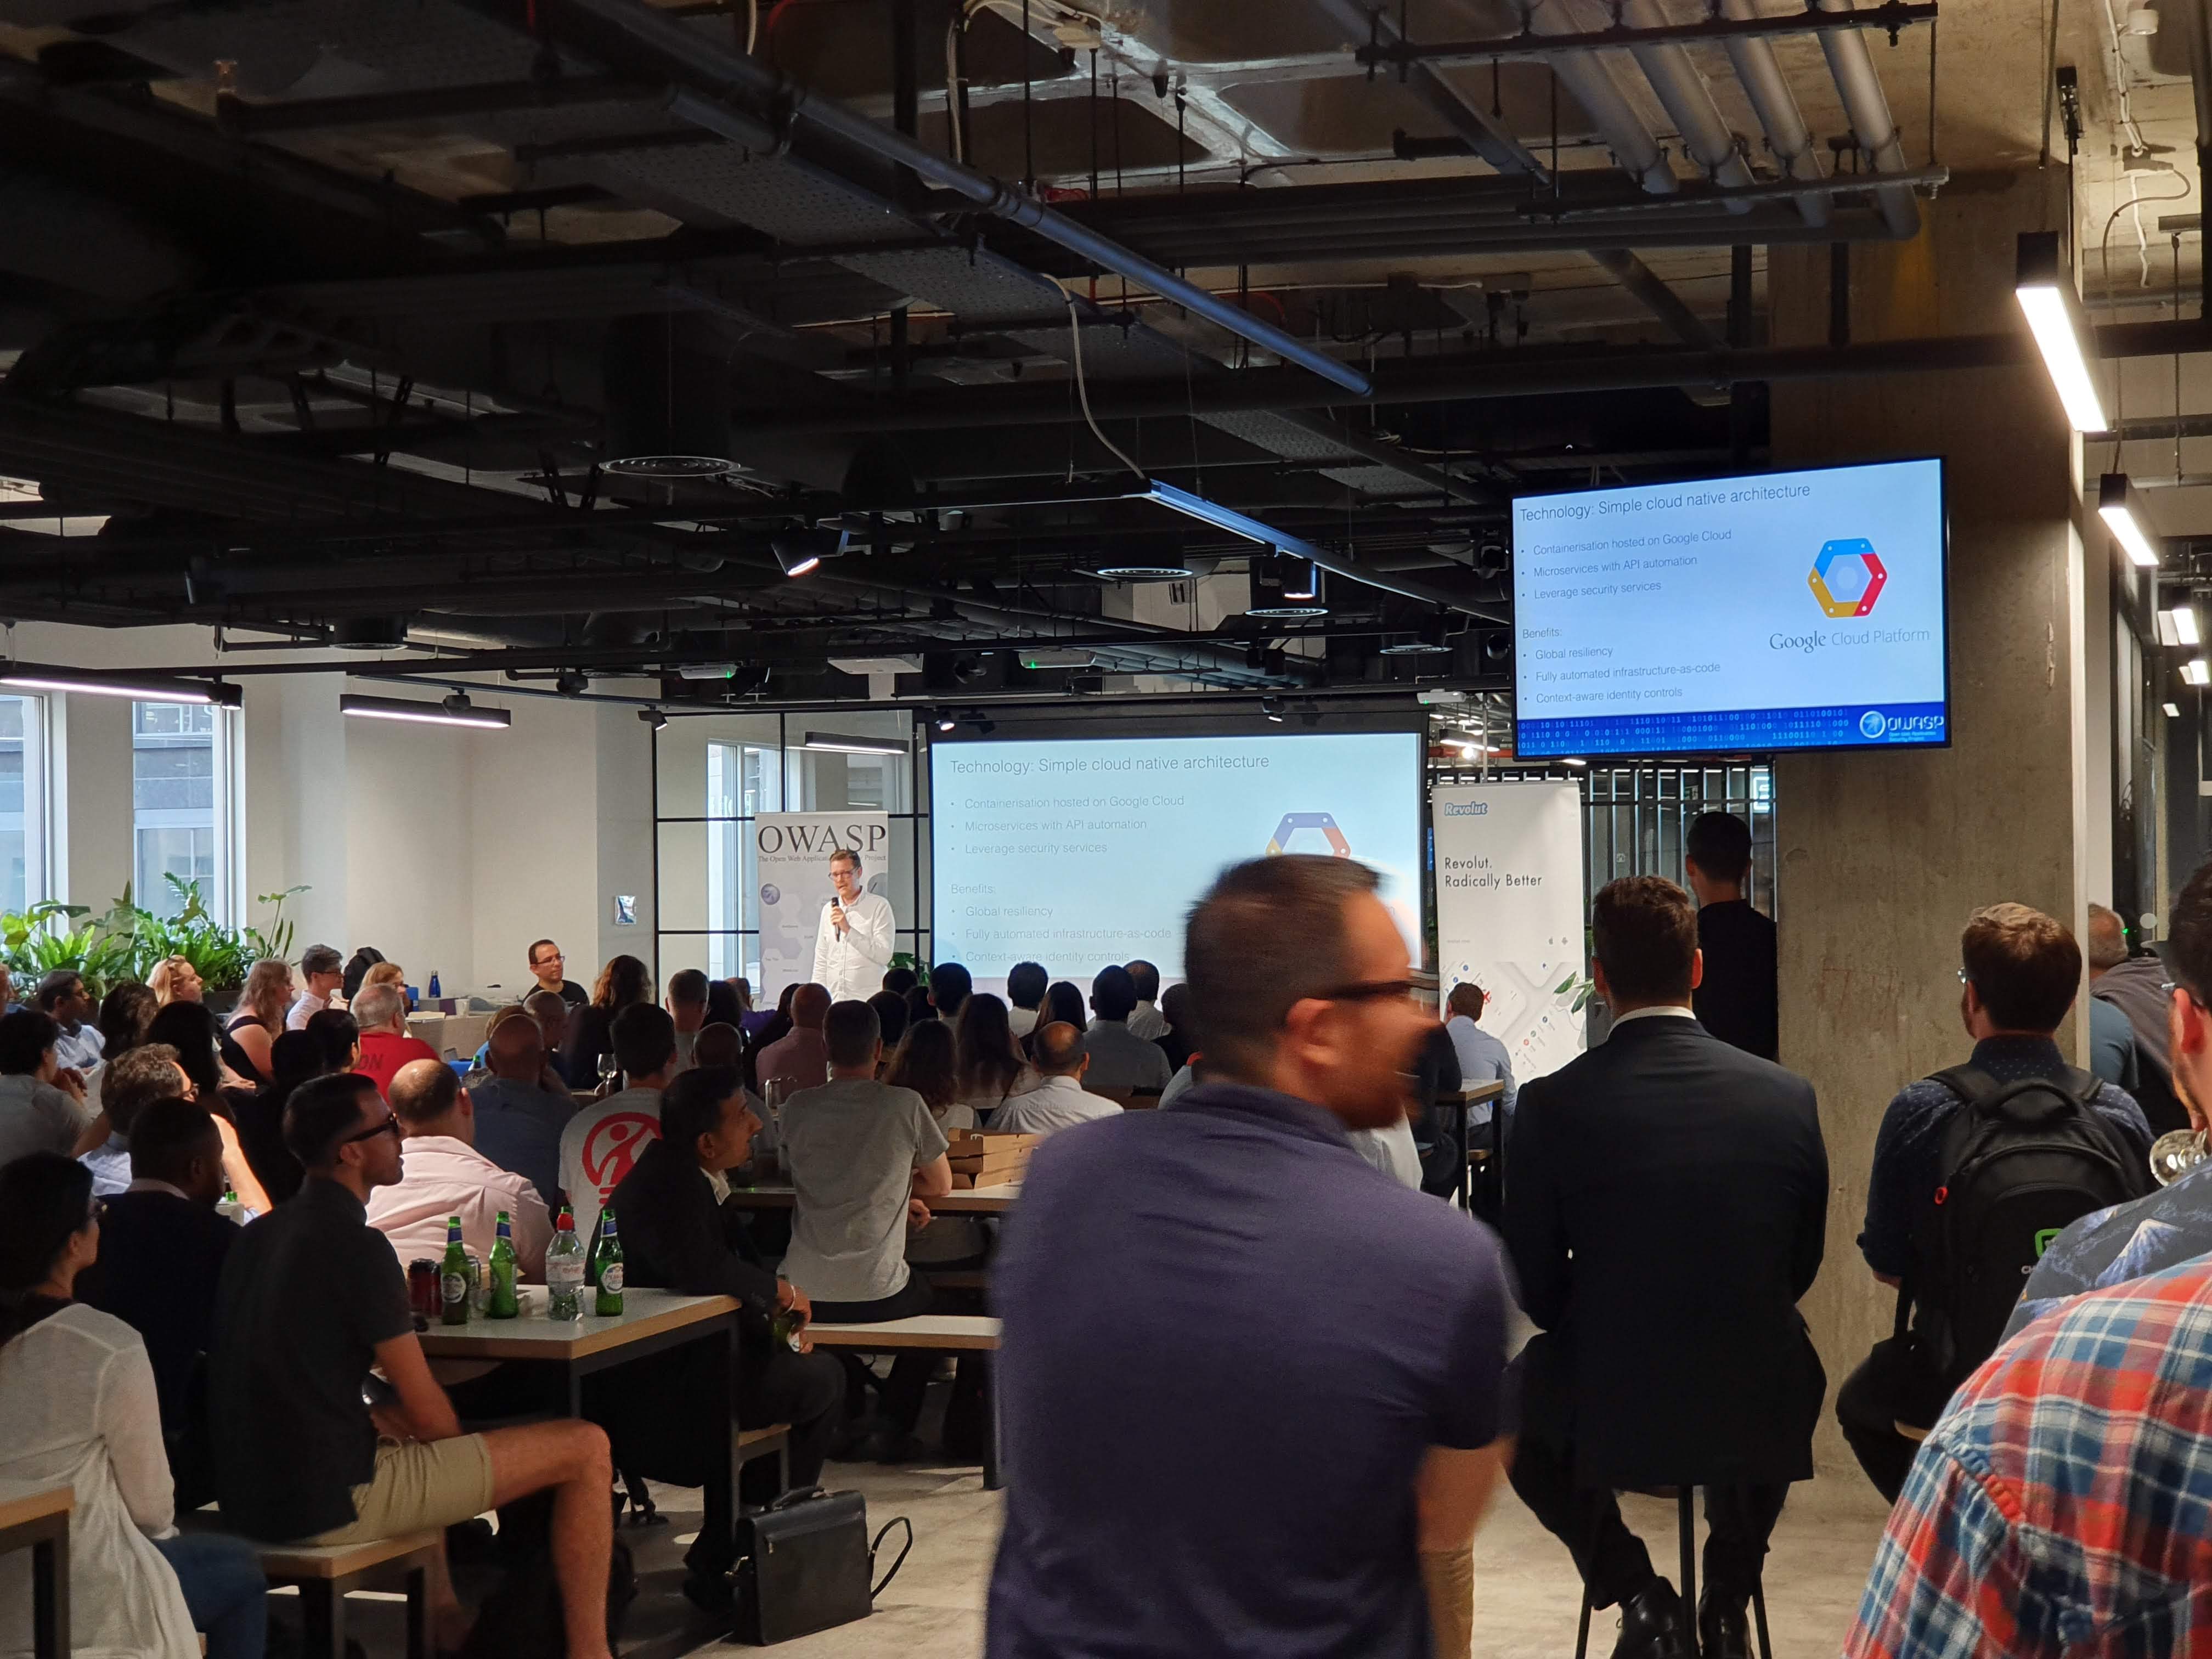 Technology: Simple cloud native architecture
• Containerisation hosted on Google Cloud
• Microservices with API automation
• Leverage security services
Benefits:
• Global resiliency
• Fully automated infrastructure-as-code
• Context-aware identity controls
Google Cloud Platform
OWASP
Technology: Simple cloud native architecture
• Containerisation hosted on Google Cloud
• Microservices with API automation
• Leverage security services
Benefits:
• Global resiliency
• Fully automated infrastructure-as-code
• Context-aware identity controls
OWASP
The Open Web Project
Revolut
Revolut.
Radically Better